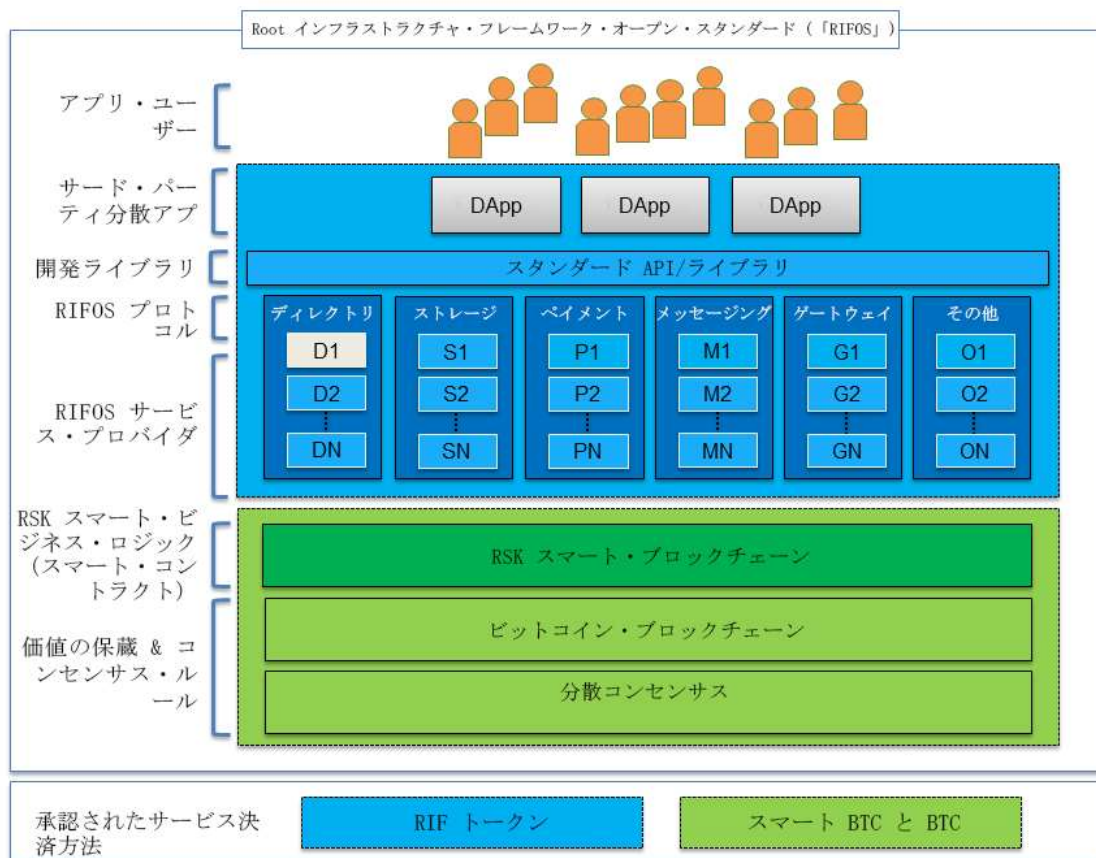 Root インフラストラクチャ・フレームワーク・オープン・スタンダード(「RIFOS」)
アプリ・ユー
ザー
サード・パー
ティ分散アプ
DApp
DApp
DApp
開発ライブラリ
スタンダード API/ライブラリ
RIFOS プロト
コル
ディレクトリ
ストレージ
ペイメント
メッセージング
ゲートウェイ
その他
D1
S1
P1
M1
G1
O1
RIFOS サービ
ス・プロバイダ
D2
S2
P2
M2
G2
O2
DN
SN
PN
MN
GN
ON
RSK スマート・ビ
ジネス・ロジック
(スマート・コン
トラクト)
RSK スマート・ブロックチェーン
価値の保蔵 & コ
ンセンサス・ル
ール
ビットコイン・ブロックチェーン
分散コンセンサス
承認されたサービス決
済方法
RIF トークン
スマート BTC と BTC